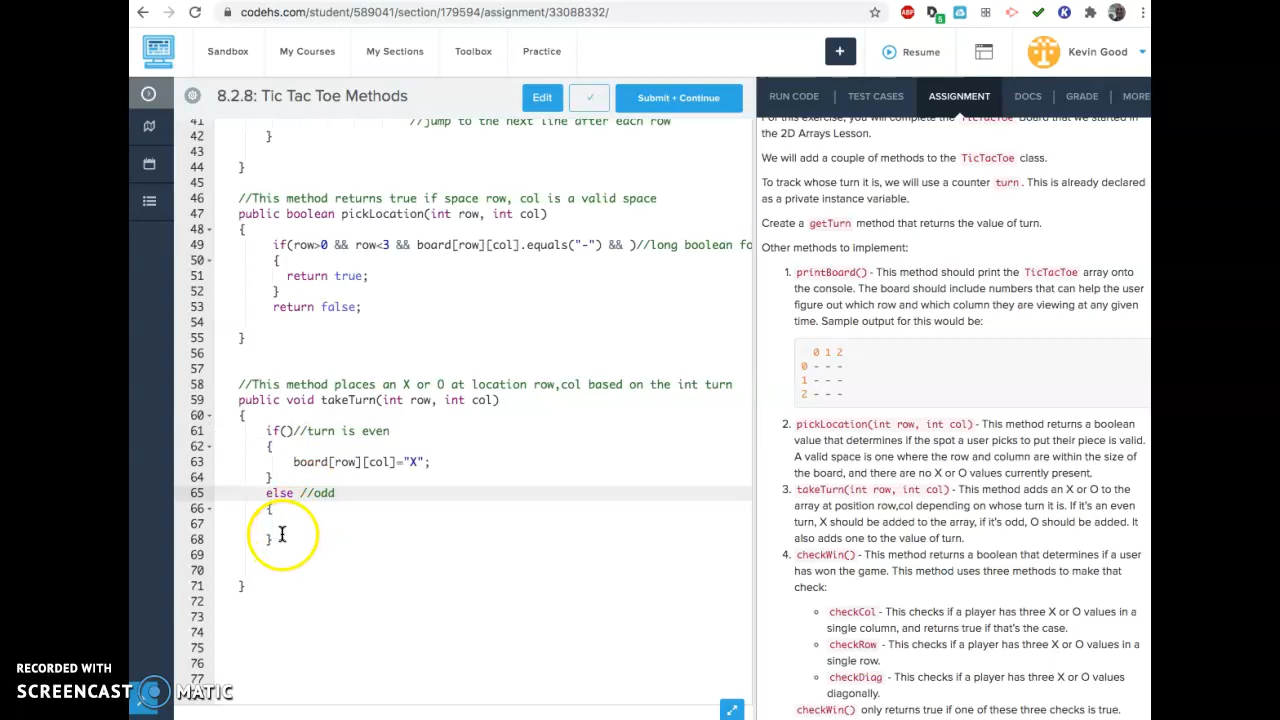 codehs.com/student/589041/section/179594/assignment/33088332/
ABP
5
K
Sandbox
My Courses
My Sections
Toolbox
Practice
+
Resume
Kevin Good
8.2.8: Tic Tac Toe Methods
Edit
Submit + Continue
RUN CODE
TEST CASES
ASSIGNMENT
DOCS
GRADE
MORE
41 //jump to the next line after each row
42 }
43
44 }
45
46 //This method returns true if space row, col is a valid space
47 public boolean pickLocation(int row, int col)
48 {
49 if(row>0 && row<3 && board[row][col].equals("-") && )//long boolean fo
50 {
51 return true;
52 }
53 return false;
54
55 }
56
57
58 //This method places an X or O at location row,col based on the int turn
59 public void takeTurn(int row, int col)
60 {
61 if()//turn is even
62 {
63 board[row][col]="X";
64 }
65 else //odd
66 {
67
68 }
69
70
71 }
72
73
74
75
76
77
For this exercise, you will complete the TicTacToe Board that we started in
the 2D Arrays Lesson.
We will add a couple of methods to the TicTacToe class.
To track whose turn it is, we will use a counter turn. This is already declared
as a private instance variable.
Create a getTurn method that returns the value of turn.
Other methods to implement:
1. printBoard() - This method should print the TicTacToe array onto
the console. The board should include numbers that can help the user
figure out which row and which column they are viewing at any given
time. Sample output for this would be:
0 1 2
0 - - -
1 - - -
2 - - -
2. pickLocation(int row, int col) - This method returns a boolean
value that determines if the spot a user picks to put their piece is valid.
A valid space is one where the row and column are within the size of
the board, and there are no X or O values currently present.
3. takeTurn(int row, int col) - This method adds an X or O to the
array at position row,col depending on whose turn it is. If it's an even
turn, X should be added to the array, if it's odd, O should be added. It
also adds one to the value of turn.
4. checkWin() - This method returns a boolean that determines if a user
has won the game. This method uses three methods to make that
check:
checkCol - This checks if a player has three X or O values in a
single column, and returns true if that's the case.
checkRow - This checks if a player has three X or O values in a
single row.
checkDiag - This checks if a player has three X or O values
diagonally.
checkWin() only returns true if one of these three checks is true.
RECORDED WITH
SCREENCAST MATIC